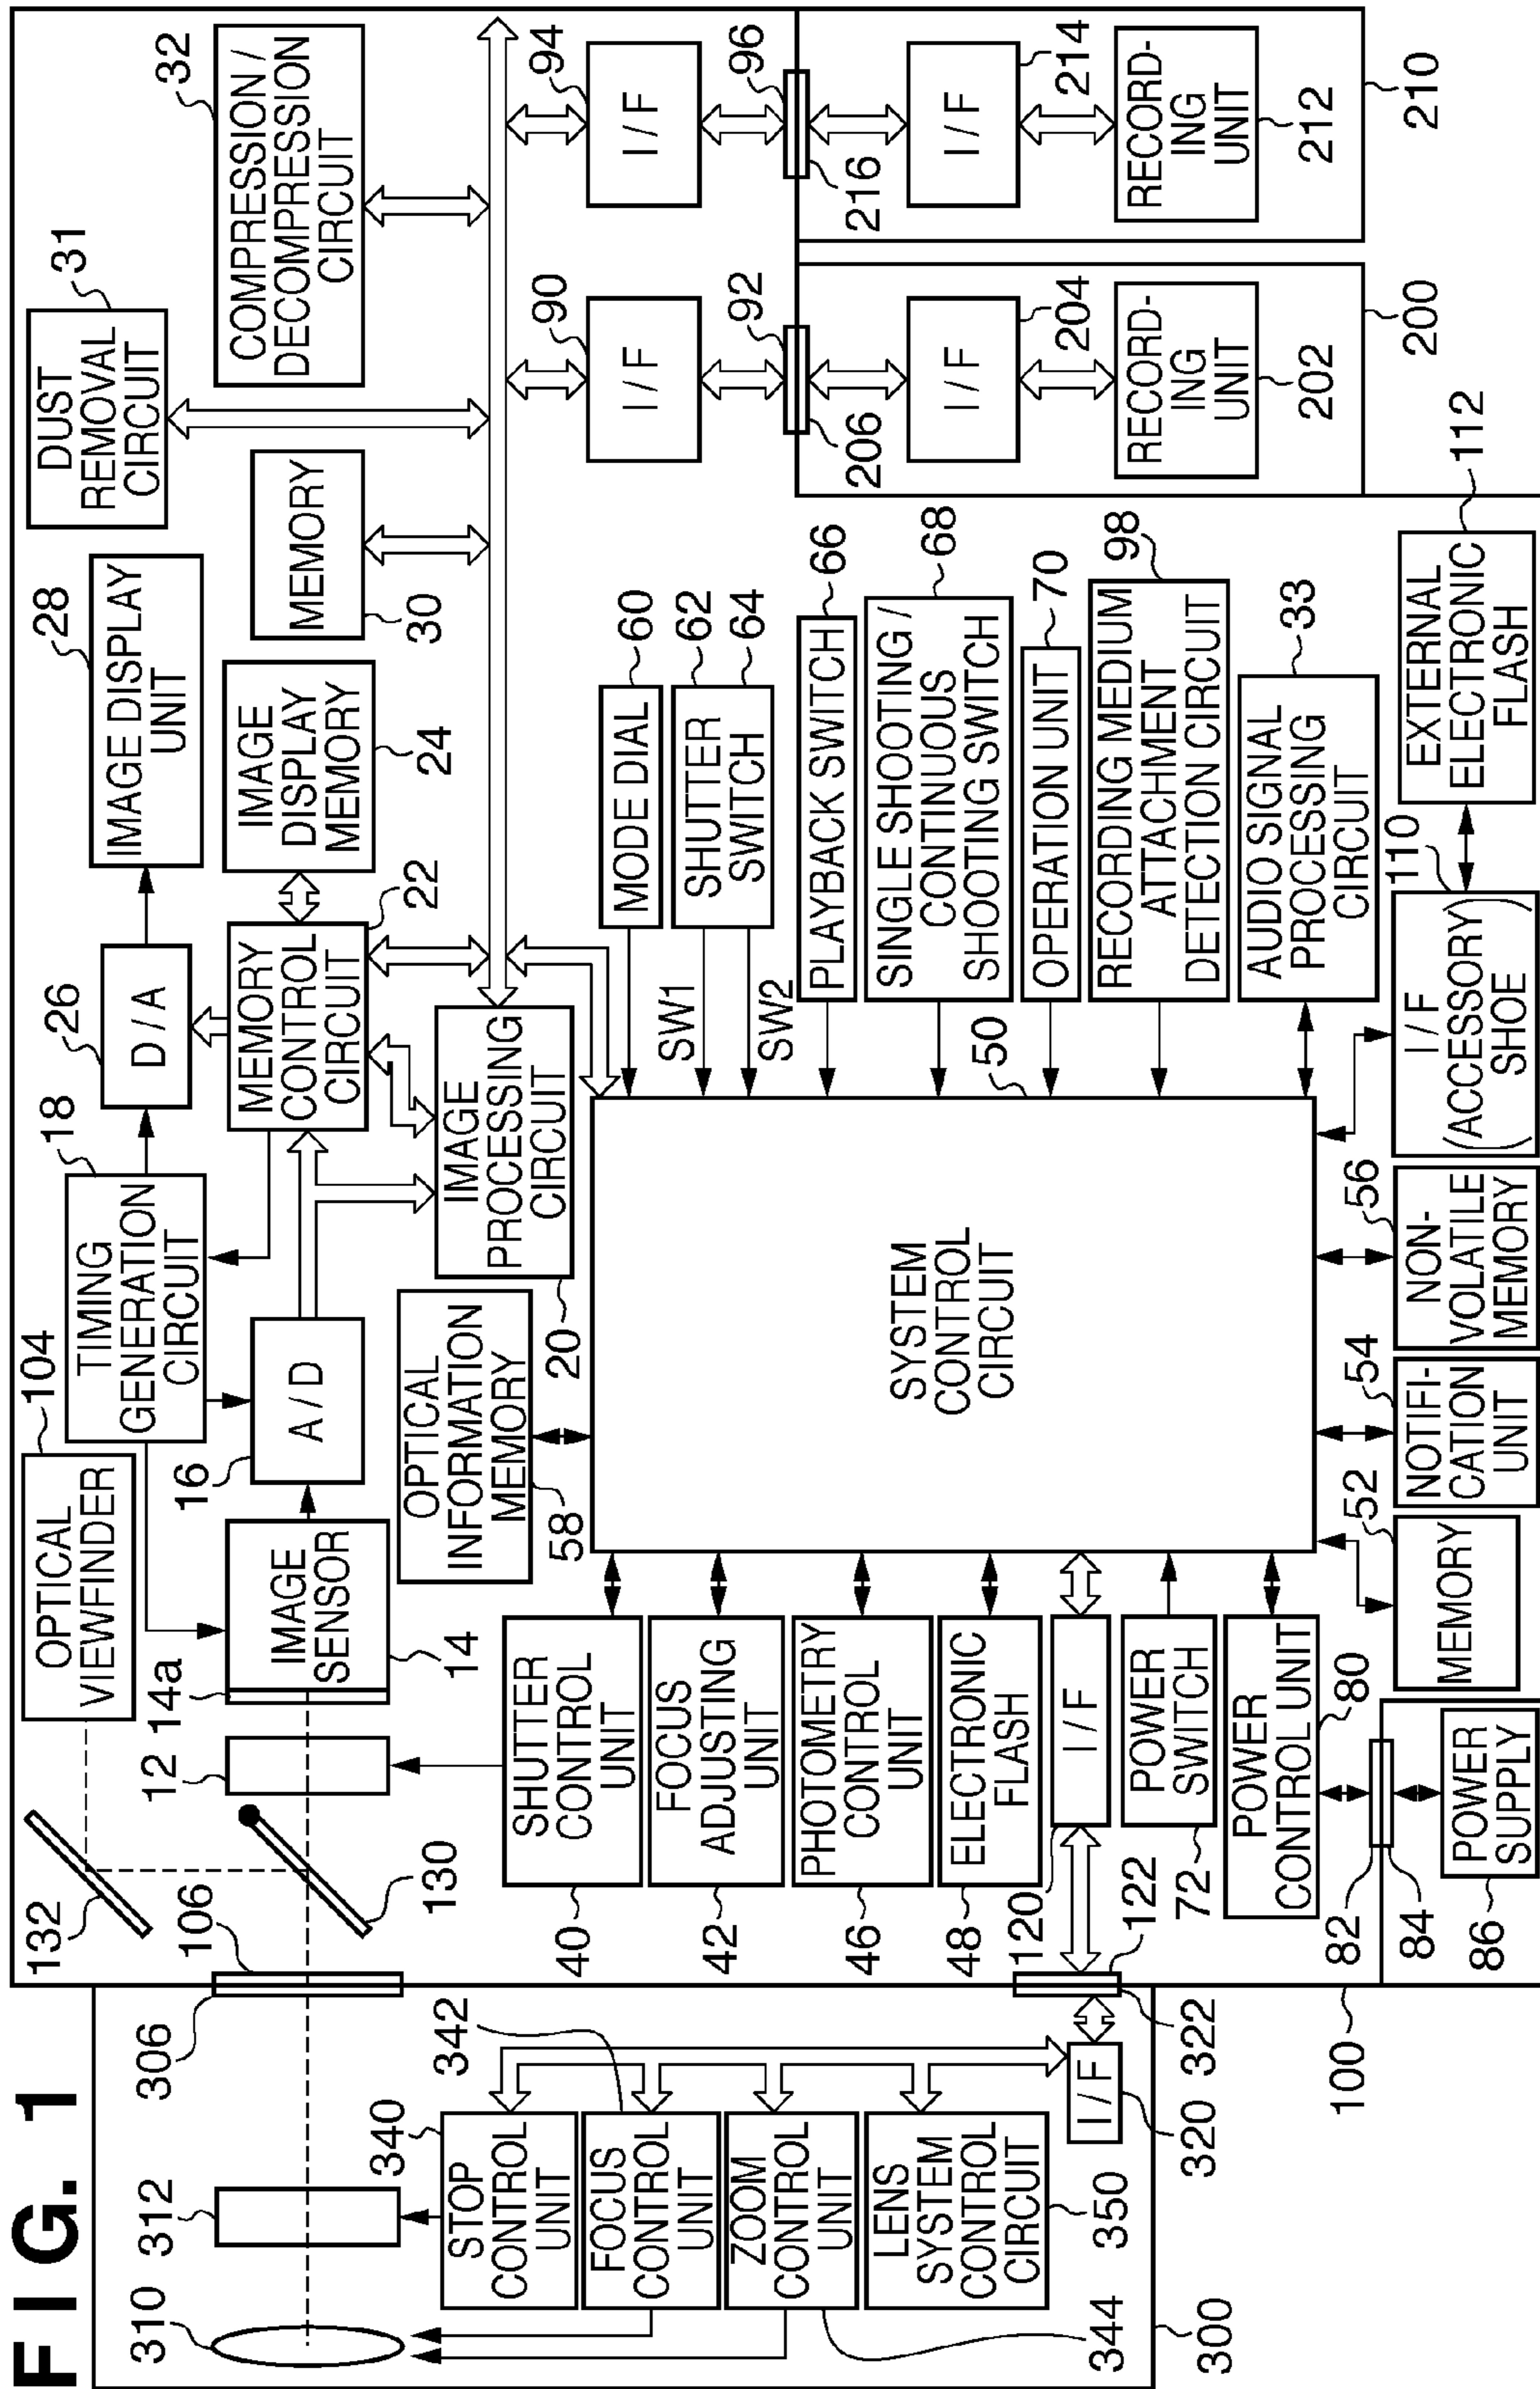 FIG. 1
310
312
306
106
132
130
12
14a
14
OPTICAL
VIEWFINDER
104
IMAGE
SENSOR
16
A/D
TIMING
GENERATION
CIRCUIT
18
D/A
26
IMAGE DISPLAY
UNIT
28
MEMORY
CONTROL
CIRCUIT
22
IMAGE
DISPLAY
MEMORY
24
MEMORY
30
DUST
REMOVAL
CIRCUIT
31
COMPRESSION /
DECOMPRESSION
CIRCUIT
32
IMAGE
PROCESSING
CIRCUIT
20
OPTICAL
INFORMATION
MEMORY
58
340
STOP
CONTROL
UNIT
342
FOCUS
CONTROL
UNIT
ZOOM
CONTROL
UNIT
344
LENS
SYSTEM
CONTROL
CIRCUIT
350
I/F
320
322
300
100
SHUTTER
CONTROL
UNIT
40
FOCUS
ADJUSTING
UNIT
42
PHOTOMETRY
CONTROL
UNIT
46
ELECTRONIC
FLASH
48
I/F
120
122
POWER
SWITCH
72
POWER
CONTROL UNIT
80
82
84
POWER
SUPPLY
86
SYSTEM
CONTROL
CIRCUIT
50
MEMORY
52
NOTIFI-
CATION
UNIT
54
NON-
VOLATILE
MEMORY
56
I/F
(ACCESSORY
SHOE)
110
EXTERNAL
ELECTRONIC
FLASH
112
MODE DIAL
60
SHUTTER
SWITCH
62
64
SW1
SW2
PLAYBACK SWITCH
66
SINGLE SHOOTING /
CONTINUOUS
SHOOTING SWITCH
68
OPERATION UNIT
70
RECORDING MEDIUM
ATTACHMENT
DETECTION CIRCUIT
98
AUDIO SIGNAL
PROCESSING
CIRCUIT
33
I/F
90
92
206
I/F
204
RECORD-
ING
UNIT
202
200
I/F
94
96
216
I/F
214
RECORD-
ING
UNIT
212
210